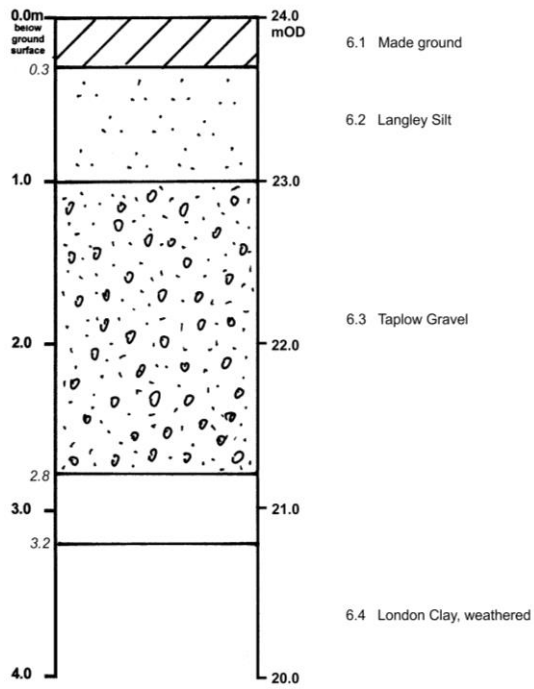 0.0m
below
ground
surface
24.0
mOD
6.1 Made ground
0.3
6.2 Langley Silt
1.0
23.0
6.3 Taplow Gravel
2.0
22.0
2.8
3.0
21.0
3.2
6.4 London Clay, weathered
4.0
20.0